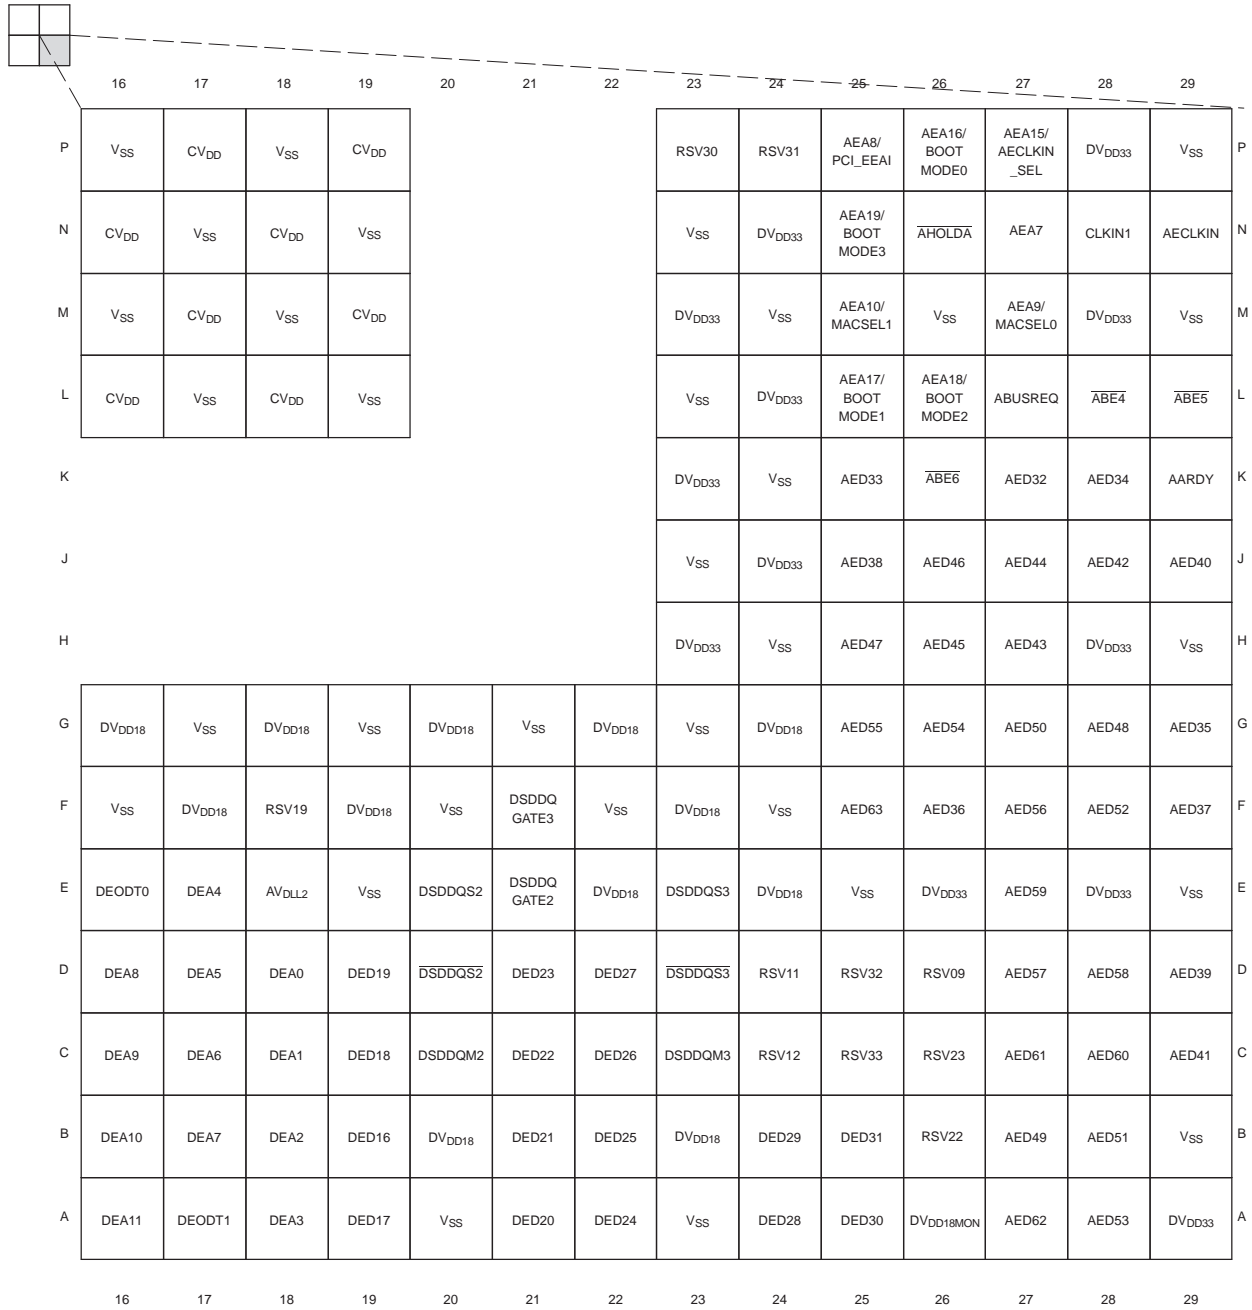 16 17 18 19 20 21 22 23 24 25 26 27 28 29
P VSS CVDD VSS CVDD RSV30 RSV31 AEA8/ PCI_EEAI AEA16/ BOOT MODE0 AEA15/ AECLKIN _SEL DVDD33 VSS P
N CVDD VSS CVDD VSS VSS DVDD33 AEA19/ BOOT MODE3 AHOLDA AEA7 CLKIN1 AECLKIN N
M VSS CVDD VSS CVDD DVDD33 VSS AEA10/ MACSEL1 VSS AEA9/ MACSEL0 DVDD33 VSS M
L CVDD VSS CVDD VSS VSS DVDD33 AEA17/ BOOT MODE1 AEA18/ BOOT MODE2 ABUSREQ ABE4 ABE5 L
K DVDD33 VSS AED33 ABE6 AED32 AED34 AARDY K
J VSS DVDD33 AED38 AED46 AED44 AED42 AED40 J
H DVDD33 VSS AED47 AED45 AED43 DVDD33 VSS H
G DVDD18 VSS DVDD18 VSS DVDD18 VSS DVDD18 VSS DVDD18 AED55 AED54 AED50 AED48 AED35 G
F VSS DVDD18 RSV19 DVDD18 VSS DSDDQ GATE3 VSS DVDD18 VSS AED63 AED36 AED56 AED52 AED37 F
E DEODT0 DEA4 AVDLL2 VSS DSDDQS2 DSDDQ GATE2 DVDD18 DSDDQS3 DVDD18 VSS DVDD33 AED59 DVDD33 VSS E
D DEA8 DEA5 DEA0 DED19 DSDDQS2 DED23 DED27 DSDDQS3 RSV11 RSV32 RSV09 AED57 AED58 AED39 D
C DEA9 DEA6 DEA1 DED18 DSDDQM2 DED22 DED26 DSDDQM3 RSV12 RSV33 RSV23 AED61 AED60 AED41 C
B DEA10 DEA7 DEA2 DED16 DVDD18 DED21 DED25 DVDD18 DED29 DED31 RSV22 AED49 AED51 VSS B
A DEA11 DEODT1 DEA3 DED17 VSS DED20 DED24 VSS DED28 DED30 DVDD18MON AED62 AED53 DVDD33 A
16 17 18 19 20 21 22 23 24 25 26 27 28 29